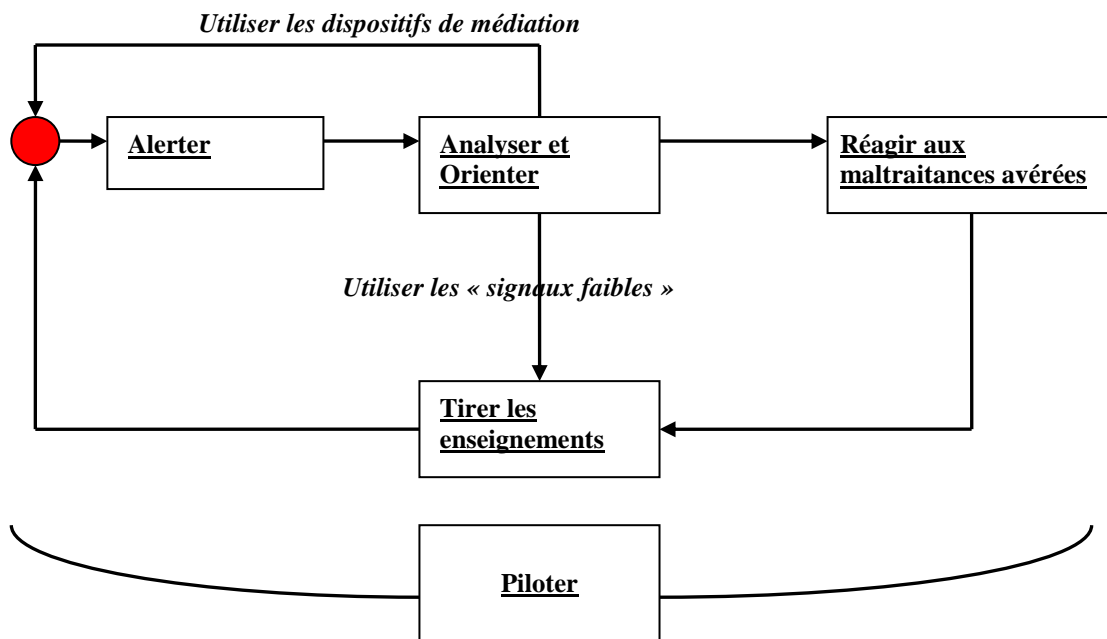 Utiliser les dispositifs de médiation
Alerter
Analyser et
Orienter
Réagir aux
maltraitances avérées
Utiliser les « signaux faibles »
Tirer les
enseignements
Piloter